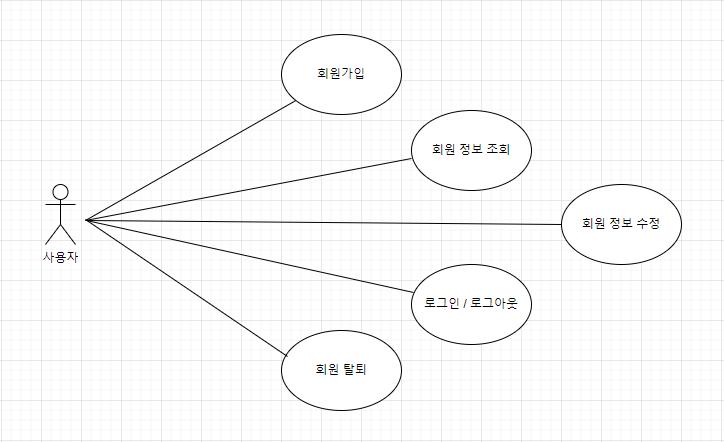 회원가입
회원 정보 조회
회원 정보 수정
사용자
로그인 / 로그아웃
회원 탈퇴